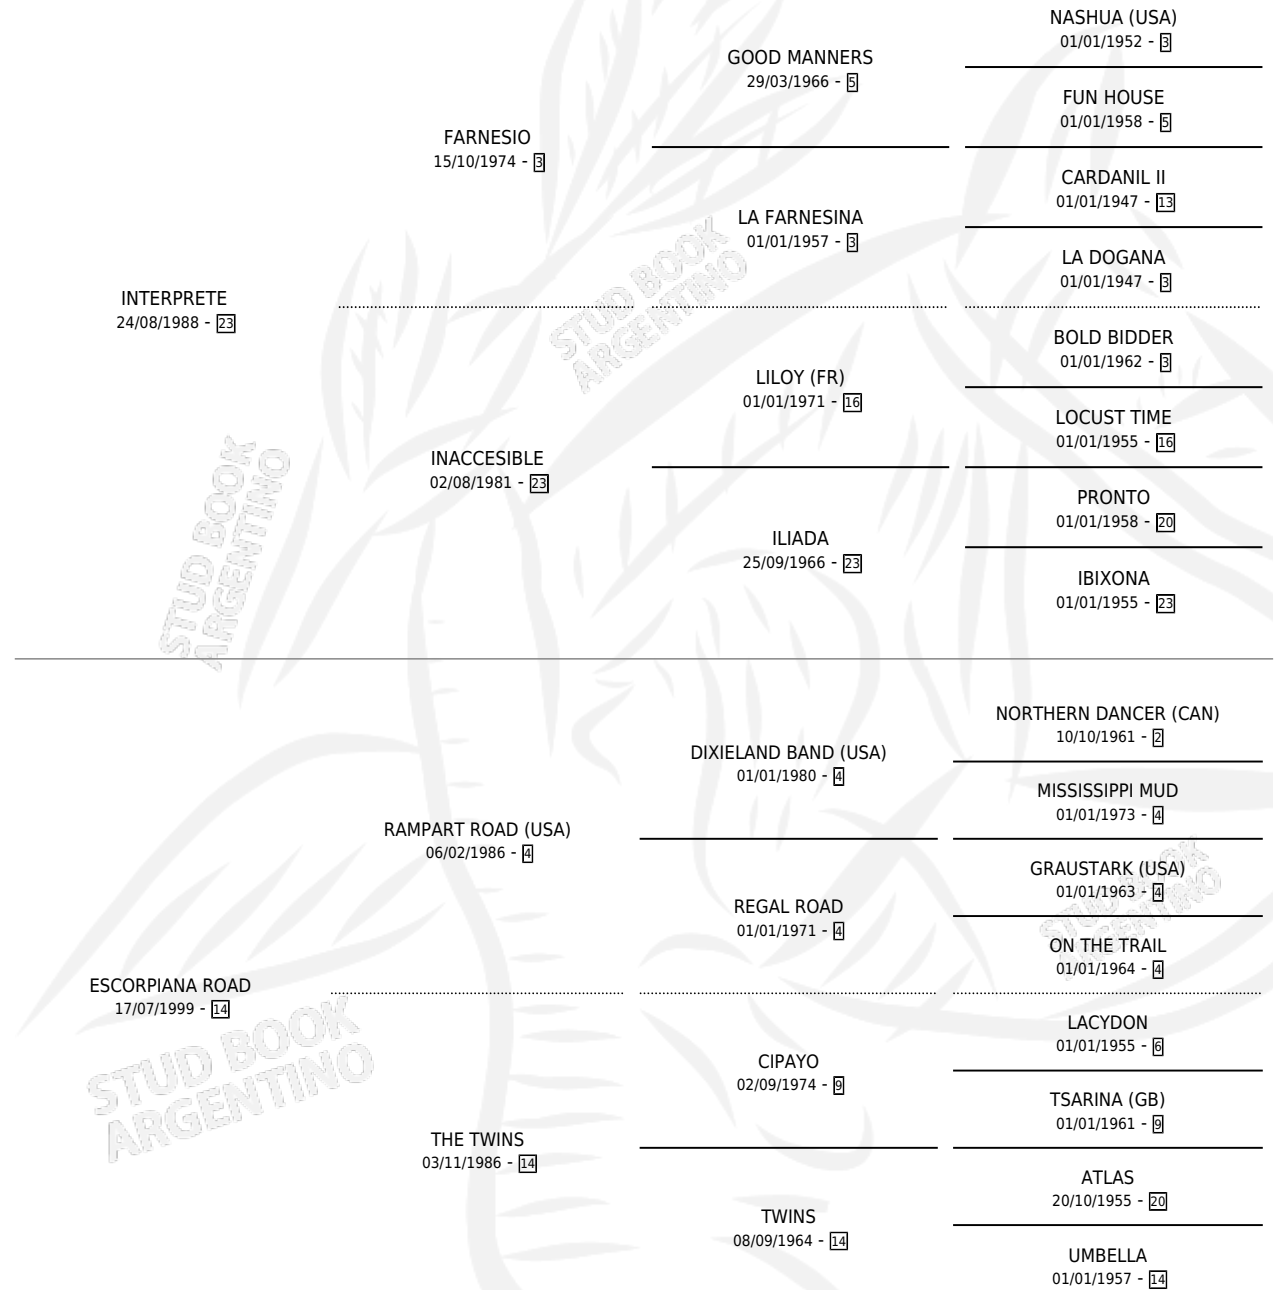 NASHUA (USA)
01/01/1952 - 3
GOOD MANNERS
29/03/1966 - 5
FUN HOUSE
01/01/1958 - 5
FARNESIO
15/10/1974 - 3
CARDANIL II
01/01/1947 - 13
LA FARNESINA
01/01/1957 - 3
LA DOGANA
01/01/1947 - 3
INTERPRETE
24/08/1988 - 23
BOLD BIDDER
01/01/1962 - 3
LILOY (FR)
01/01/1971 - 16
LOCUST TIME
01/01/1955 - 16
INACCESIBLE
02/08/1981 - 23
PRONTO
01/01/1958 - 20
ILIADA
25/09/1966 - 23
IBIXONA
01/01/1955 - 23
NORTHERN DANCER (CAN)
10/10/1961 - 2
DIXIELAND BAND (USA)
01/01/1980 - 4
MISSISSIPPI MUD
01/01/1973 - 4
RAMPART ROAD (USA)
06/02/1986 - 4
GRAUSTARK (USA)
01/01/1963 - 4
REGAL ROAD
01/01/1971 - 4
ON THE TRAIL
01/01/1964 - 4
ESCORPIANA ROAD
17/07/1999 - 14
LACYDON
01/01/1955 - 6
CIPAYO
02/09/1974 - 9
TSARINA (GB)
01/01/1961 - 9
THE TWINS
03/11/1986 - 14
ATLAS
20/10/1955 - 20
TWINS
08/09/1964 - 14
UMBELLA
01/01/1957 - 14
STUD BOOK
ARGENTINO
STUD BOOK
ARGENTINO
STUD BOOK
ARGENTINO
STUD BOOK
ARGENTINO